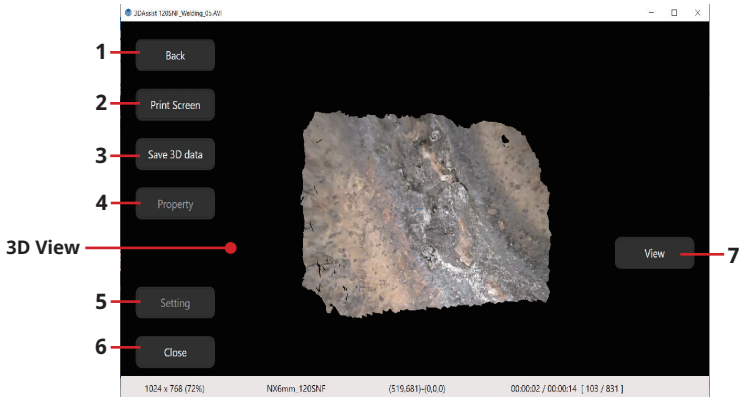 3DAssist 120SNF_Welding_05.AVI
1 Back
2 Print Screen
3 Save 3D data
4 Property
3D View
View 7
5 Setting
6 Close
1024 x 768 (72%) NX6mm_120SNF (519,681)-(0,0,0) 00:00:02 / 00:00:14 [ 103 / 831 ]